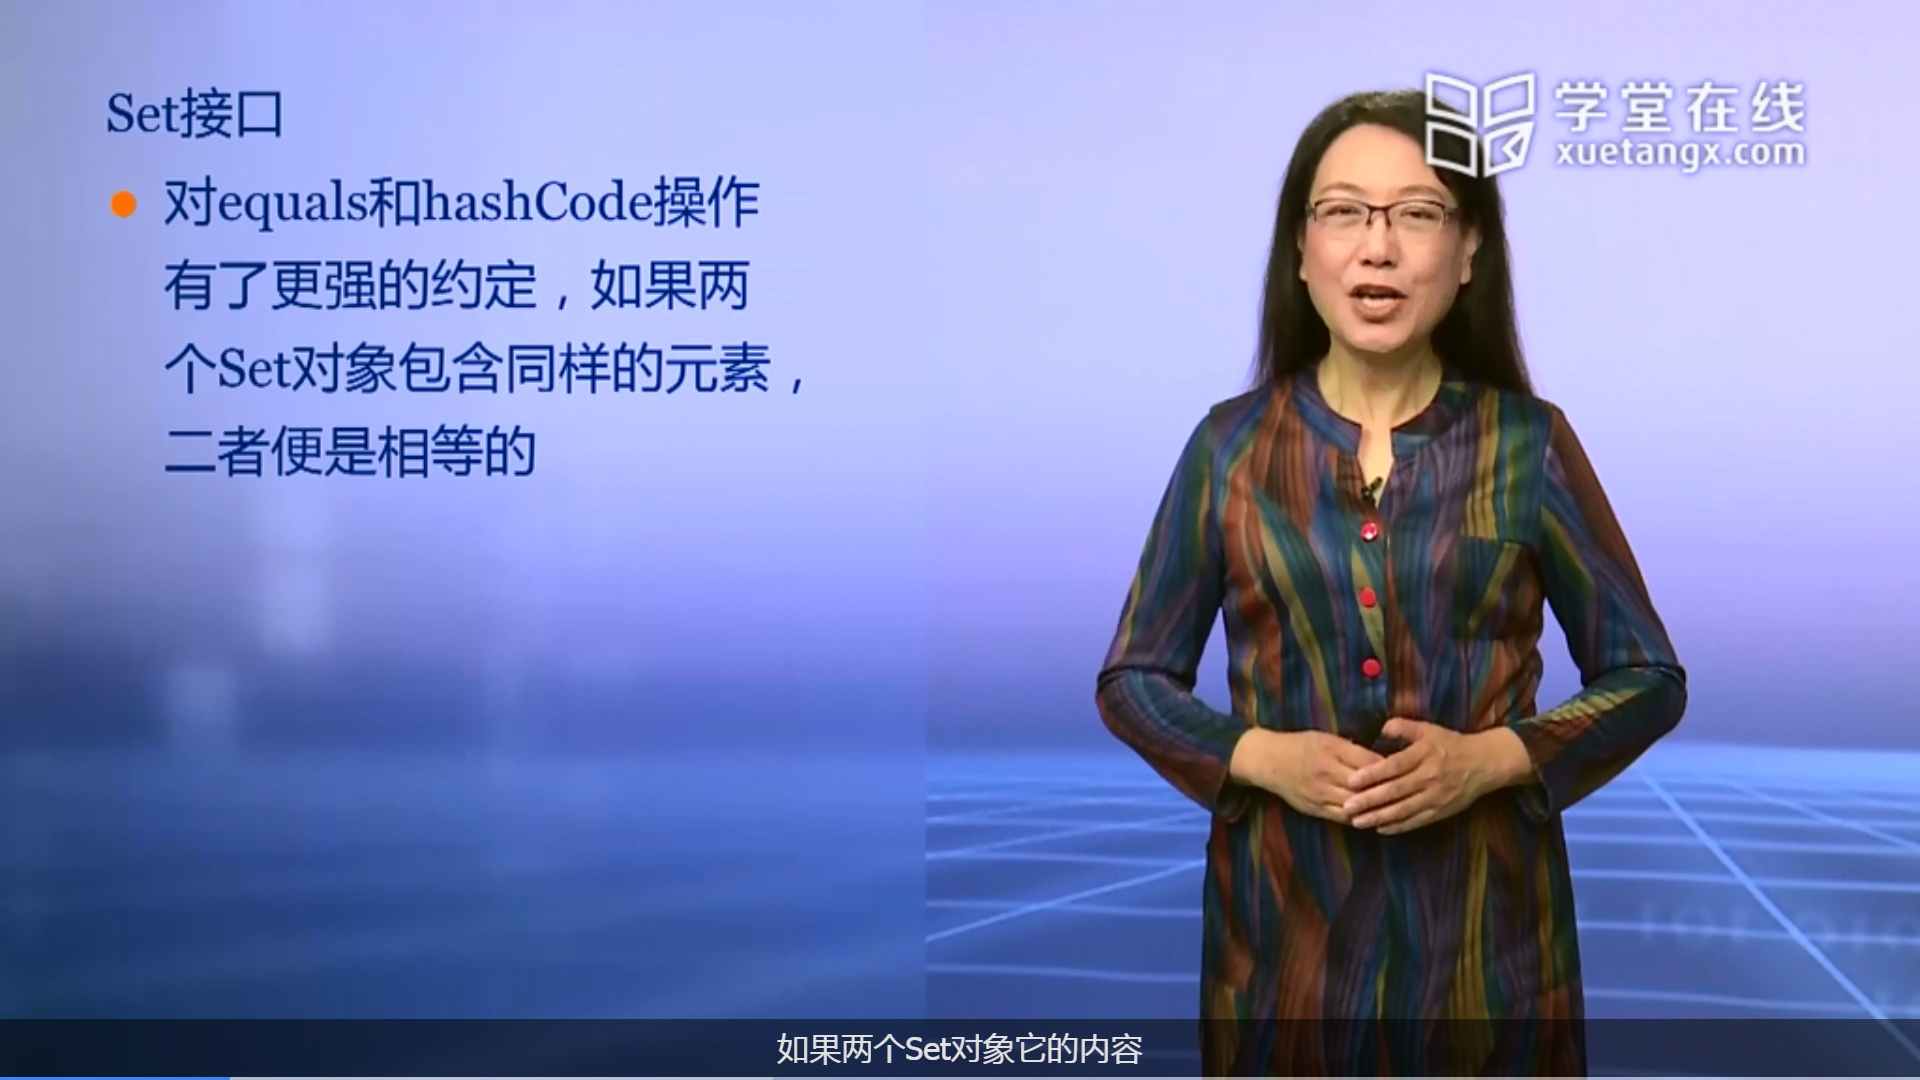 Set接口
对equals和hashCode操作
有了更强的约定，如果两
个Set对象包含同样的元素，
二者便是相等的
学堂在线
xuetangx.com
如果两个Set对象它的内容